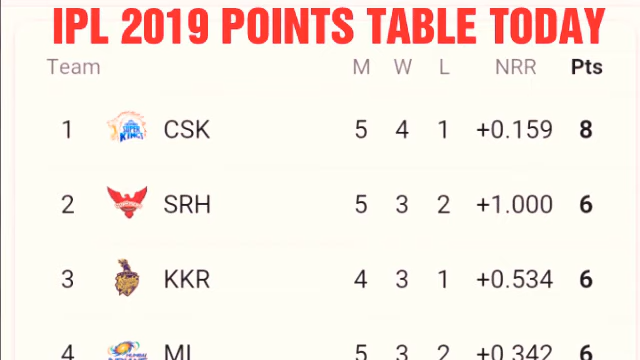 IPL 2019 POINTS TABLE TODAY
Team M W L NRR Pts
1 CSK 5 4 1 +0.159 8
2 SRH 5 3 2 +1.000 6
3 KKR 4 3 1 +0.534 6
4 MI 5 3 2 +0.342 6